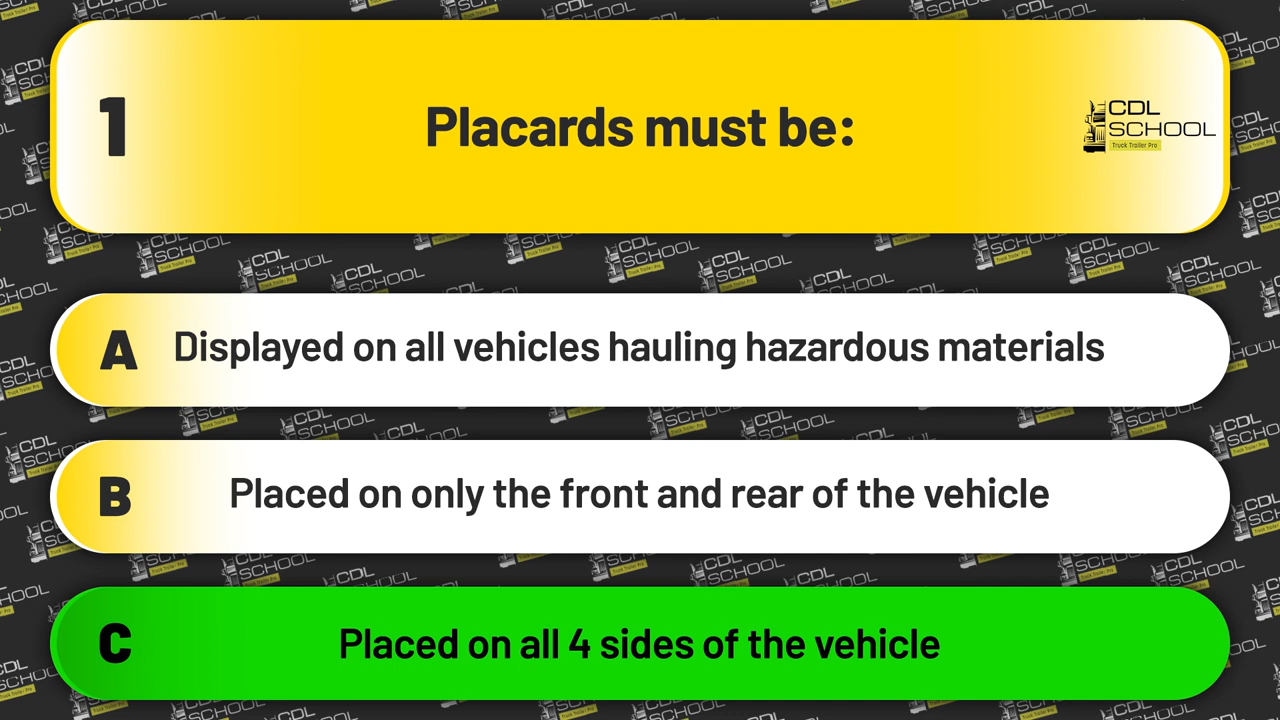 1
Placards must be:
CDL
SCHOOL
Truck Trailer Pro
A
Displayed on all vehicles hauling hazardous materials
B
Placed on only the front and rear of the vehicle
C
Placed on all 4 sides of the vehicle